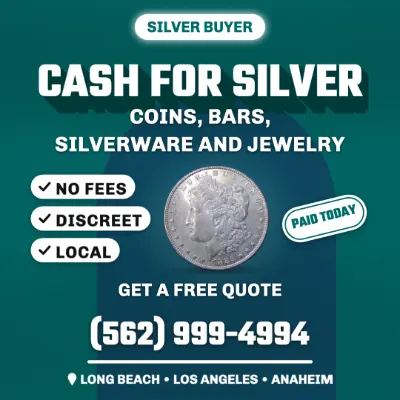 SILVER BUYER
CASH FOR SILVER
COINS, BARS,
SILVERWARE AND JEWELRY
NO FEES
DISCREET
LOCAL
PAID TODAY
GET A FREE QUOTE
(562) 999-4994
LONG BEACH • LOS ANGELES • ANAHEIM